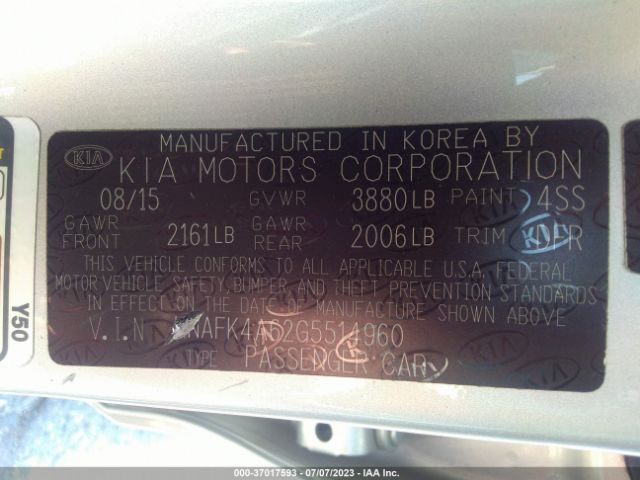 MANUFACTURED IN KOREA BY
KIA KIA MOTORS CORPORATION
08/15 GVWR 3880LB PAINT 4SS
GAWR FRONT 2161LB GAWR REAR 2006LB TRIM
THIS VEHICLE CONFORMS TO ALL APPLICABLE U.S.A. FEDERAL
MOTOR VEHICLE SAFETY, BUMPER, AND THEFT PREVENTION STANDARDS
IN EFFECT ON THE DATE OF MANUFACTURE SHOWN ABOVE
V.I.N
TYPE PASSENGER CAR
Y50
000-37017593 - 07/07/2023 - IAA Inc.